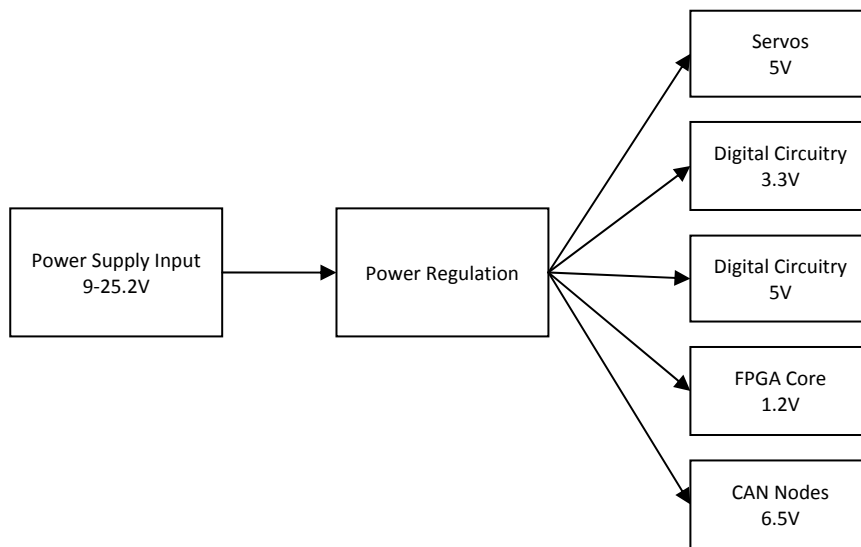 Power Supply Input
9-25.2V
Power Regulation
Servos
5V
Digital Circuitry
3.3V
Digital Circuitry
5V
FPGA Core
1.2V
CAN Nodes
6.5V